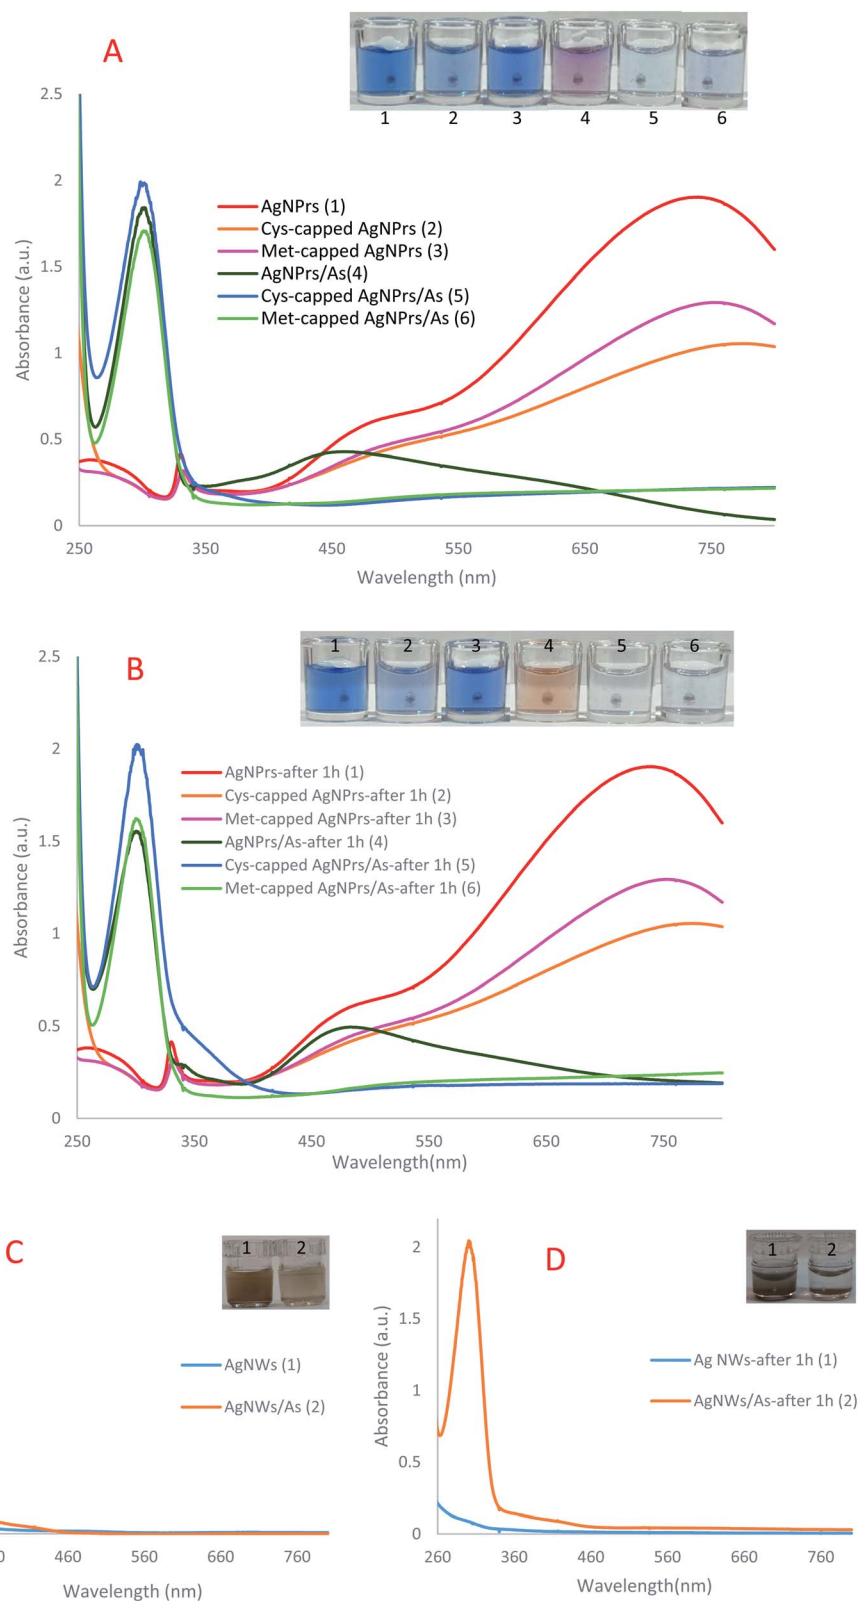 A
1 2 3 4 5 6
2.5
2
1.5
1
0.5
0
Absorbance (a.u.)
AgNPrs (1)
Cys-capped AgNPrs (2)
Met-capped AgNPrs (3)
AgNPrs/As(4)
Cys-capped AgNPrs/As (5)
Met-capped AgNPrs/As (6)
250 350 450 550 650 750
Wavelength (nm)
B
1 2 3 4 5 6
2.5
2
1.5
1
0.5
0
Absorbance (a.u.)
AgNPrs-after 1h (1)
Cys-capped AgNPrs-after 1h (2)
Met-capped AgNPrs-after 1h (3)
AgNPrs/As-after 1h (4)
Cys-capped AgNPrs/As-after 1h (5)
Met-capped AgNPrs/As-after 1h (6)
250 350 450 550 650 750
Wavelength(nm)
C
1 2
AgNWs (1)
AgNWs/As (2)
460 560 660 760
Wavelength (nm)
D
1 2
2
1.5
1
0.5
0
Absorbance (a.u.)
Ag NWs-after 1h (1)
AgNWs/As-after 1h (2)
260 360 460 560 660 760
Wavelength(nm)